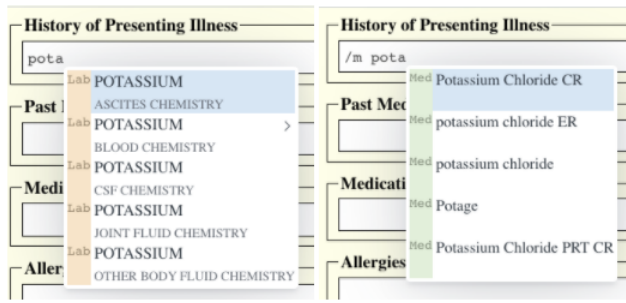 History of Presenting Illness
pota
Lab POTASSIUM
ASCITES CHEMISTRY
Lab POTASSIUM
BLOOD CHEMISTRY
Lab POTASSIUM
CSF CHEMISTRY
Lab POTASSIUM
JOINT FLUID CHEMISTRY
Lab POTASSIUM
OTHER BODY FLUID CHEMISTRY
Past
Medi
Aller
History of Presenting Illness
/m pota
Med Potassium Chloride CR
Med potassium chloride ER
Med potassium chloride
Med Potage
Med Potassium Chloride PRT CR
Past Med
Medicati
Allergies